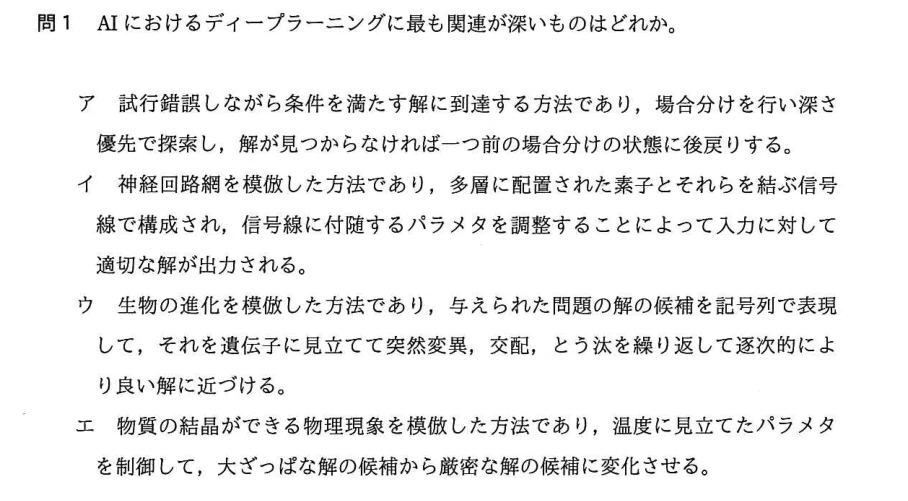 問1 AIにおけるディープラーニングに最も関連が深いものはどれか。
ア 試行錯誤しながら条件を満たす解に到達する方法であり，場合分けを行い深さ
優先で探索し，解が見つからなければ一つ前の場合分けの状態に後戻りする。
イ 神経回路網を模倣した方法であり，多層に配置された素子とそれらを結ぶ信号
線で構成され，信号線に付随するパラメタを調整することによって入力に対して
適切な解が出力される。
ウ 生物の進化を模倣した方法であり，与えられた問題の解の候補を記号列で表現
して，それを遺伝子に見立てて突然変異，交配，とう汰を繰り返して逐次的によ
り良い解に近づける。
エ 物質の結晶ができる物理現象を模倣した方法であり，温度に見立てたパラメタ
を制御して，大ざっぱな解の候補から厳密な解の候補に変化させる。